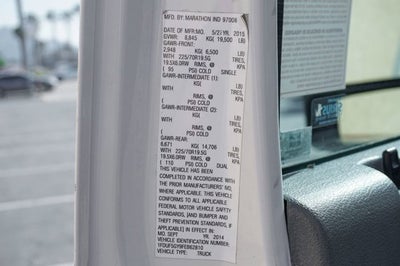 MFD. BY: MARATHON IND 97008
DATE OF MFR: MO. 5/27 YR. 2015
GVWR: 8,845 KG( 19,500 LB)
GAWR-FRONT:
2,948 KG( 6,500 LB)
WITH 225/70R19.5G TIRES,
19.5X6.0RW RIMS, @ KPA
( 95 PSI) COLD SINGLE
GAWR-INTERMEDIATE (1):
KG( LB)
WITH TIRES,
RIMS, @ KPA
( PSI) COLD
GAWR-INTERMEDIATE (2):
KG( LB)
WITH TIRES,
RIMS, @ KPA
( PSI) COLD
GAWR-REAR:
6,671 KG( 14,706 LB)
WITH 225/70R19.5G TIRES,
19.5X6.0RW RIMS, @ KPA
( 110 PSI) COLD DUAL
THIS VEHICLE HAS BEEN
COMPLETED IN ACCORDANCE WITH
THE PRIOR MANUFACTURERS' IVD,
WHERE APPLICABLE. THIS VEHICLE
CONFORMS TO ALL APPLICABLE
FEDERAL MOTOR VEHICLE SAFETY
STANDARDS, [AND BUMPER AND
THEFT PREVENTION STANDARDS, IF
APPLICABLE] IN EFFECT IN
MO. SEPT YR. 2014
VEHICLE IDENTIFICATION NUMBER:
1FDUF5GY9FEB62810
VEHICLE TYPE: TRUCK